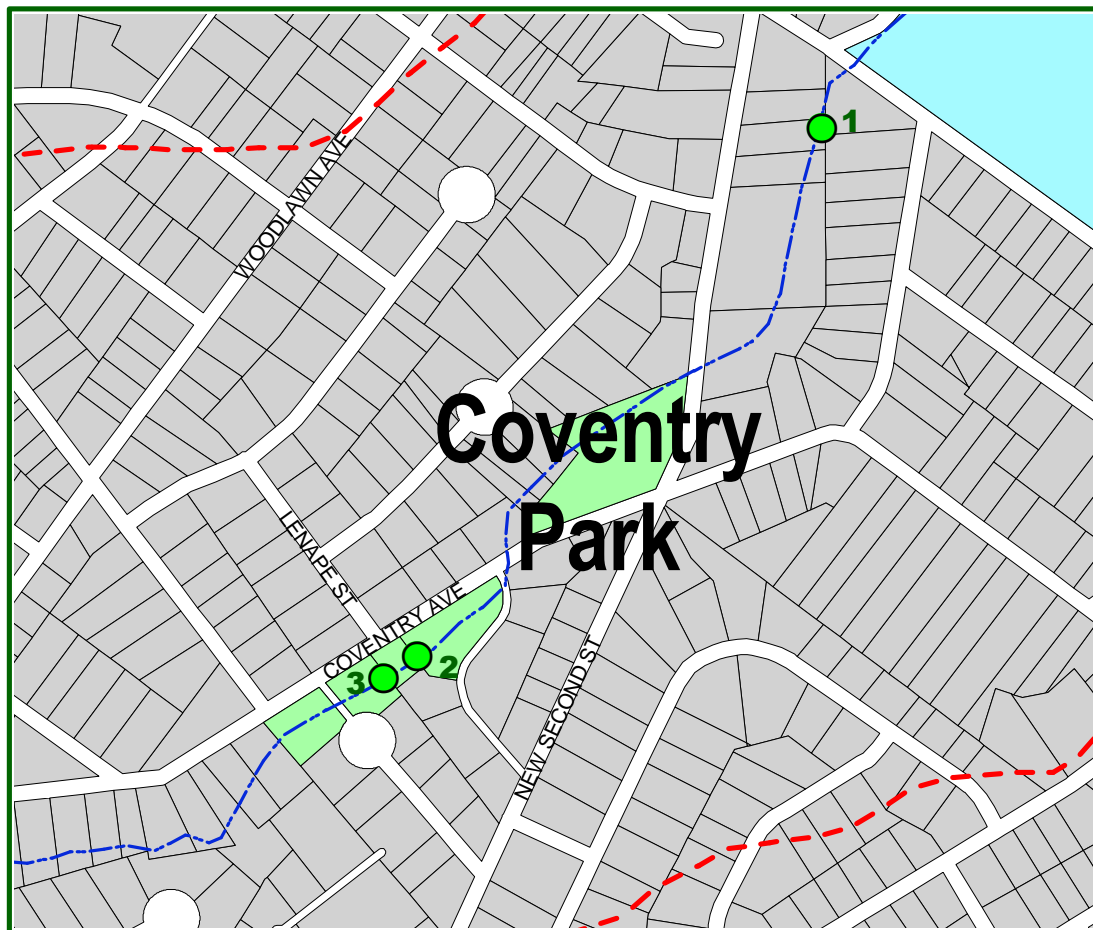 1
WOODLAWN AVE
Coventry
Park
LENAPE ST
COVENTRY AVE
2
3
NEW SECOND ST